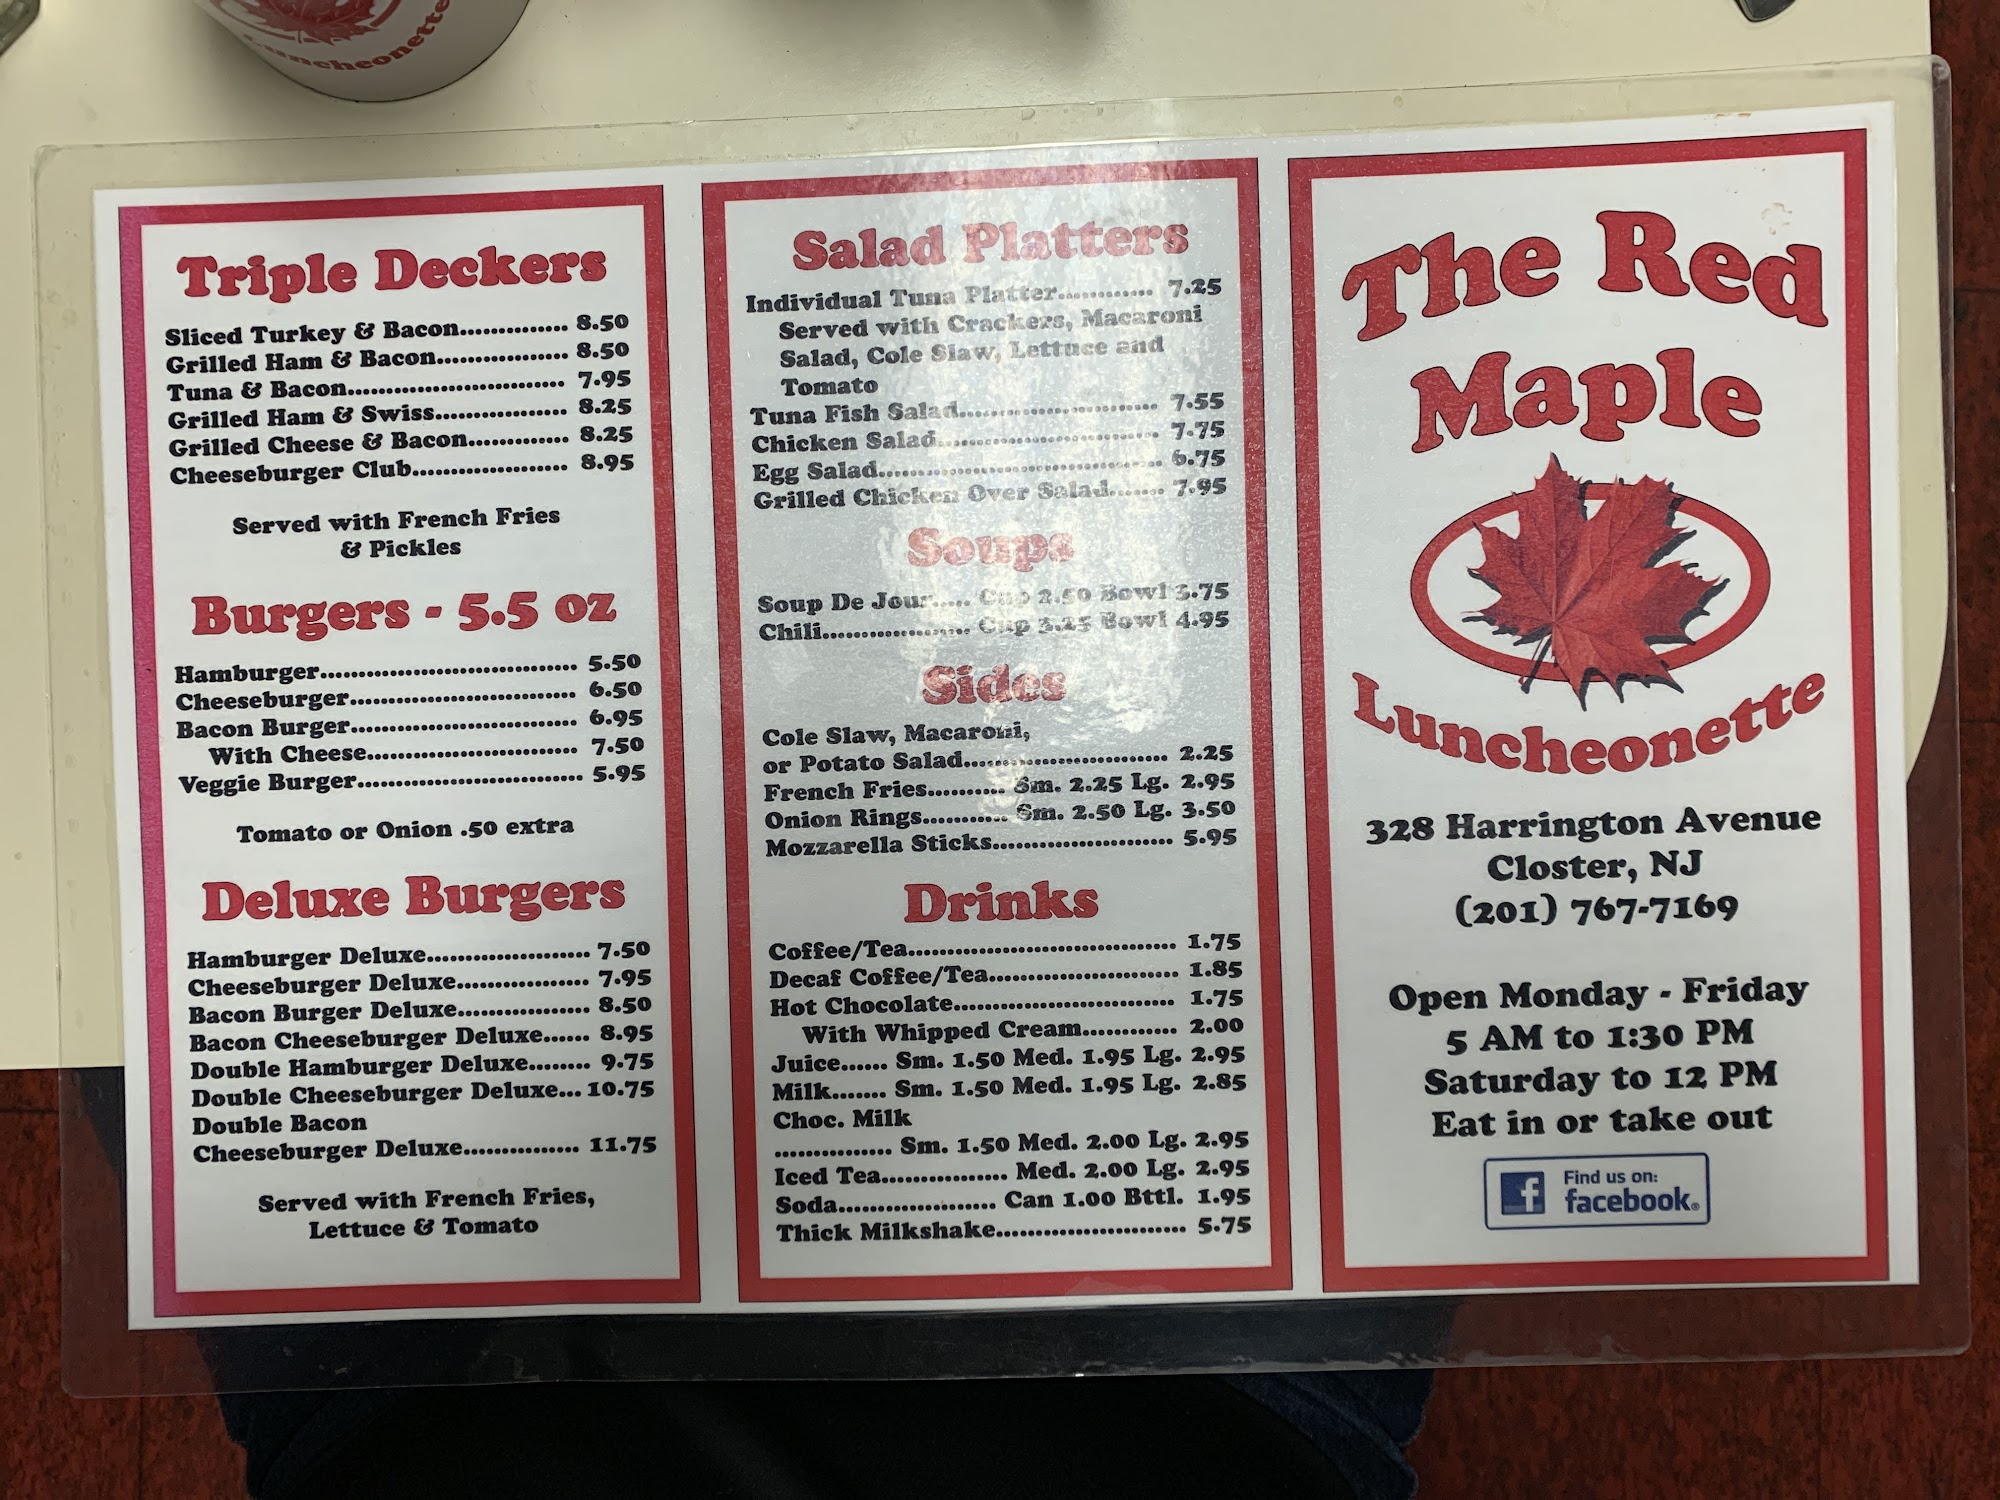 Luncheonette
Triple Deckers
Sliced Turkey & Bacon............... 8.50
Grilled Ham & Bacon.................. 8.50
Tuna & Bacon.............................. 7.95
Grilled Ham & Swiss.................. 8.25
Grilled Cheese & Bacon.............. 8.25
Cheeseburger Club..................... 8.95
Served with French Fries
& Pickles
Burgers - 5.5 oz
Hamburger................................... 5.50
Cheeseburger............................... 6.50
Bacon Burger............................... 6.95
With Cheese............................. 7.50
Veggie Burger............................... 5.95
Tomato or Onion .50 extra
Deluxe Burgers
Hamburger Deluxe...................... 7.50
Cheeseburger Deluxe.................. 7.95
Bacon Burger Deluxe.................. 8.50
Bacon Cheeseburger Deluxe...... 8.95
Double Hamburger Deluxe......... 9.75
Double Cheeseburger Deluxe... 10.75
Double Bacon
Cheeseburger Deluxe................ 11.75
Served with French Fries,
Lettuce & Tomato
Salad Platters
Individual Tuna Platter............. 7.25
Served with Crackers, Macaroni
Salad, Cole Slaw, Lettuce and
Tomato
Tuna Fish Salad........................... 7.55
Chicken Salad.............................. 7.75
Egg Salad....................................... 6.75
Grilled Chicken Over Salad........ 7.95
Soups
Soup De Jour..... Cup 2.50 Bowl 3.75
Chili.................... Cup 3.25 Bowl 4.95
Sides
Cole Slaw, Macaroni,
or Potato Salad............................ 2.25
French Fries........... Sm. 2.25 Lg. 2.95
Onion Rings............ Sm. 2.50 Lg. 3.50
Mozzarella Sticks......................... 5.95
Drinks
Coffee/Tea..................................... 1.75
Decaf Coffee/Tea.......................... 1.85
Hot Chocolate.............................. 1.75
With Whipped Cream............. 2.00
Juice...... Sm. 1.50 Med. 1.95 Lg. 2.95
Milk....... Sm. 1.50 Med. 1.95 Lg. 2.85
Choc. Milk
................ Sm. 1.50 Med. 2.00 Lg. 2.95
Iced Tea................. Med. 2.00 Lg. 2.95
Soda...................... Can 1.00 Bttl. 1.95
Thick Milkshake.......................... 5.75
The Red
Maple
Luncheonette
328 Harrington Avenue
Closter, NJ
(201) 767-7169
Open Monday - Friday
5 AM to 1:30 PM
Saturday to 12 PM
Eat in or take out
Find us on:
facebook®